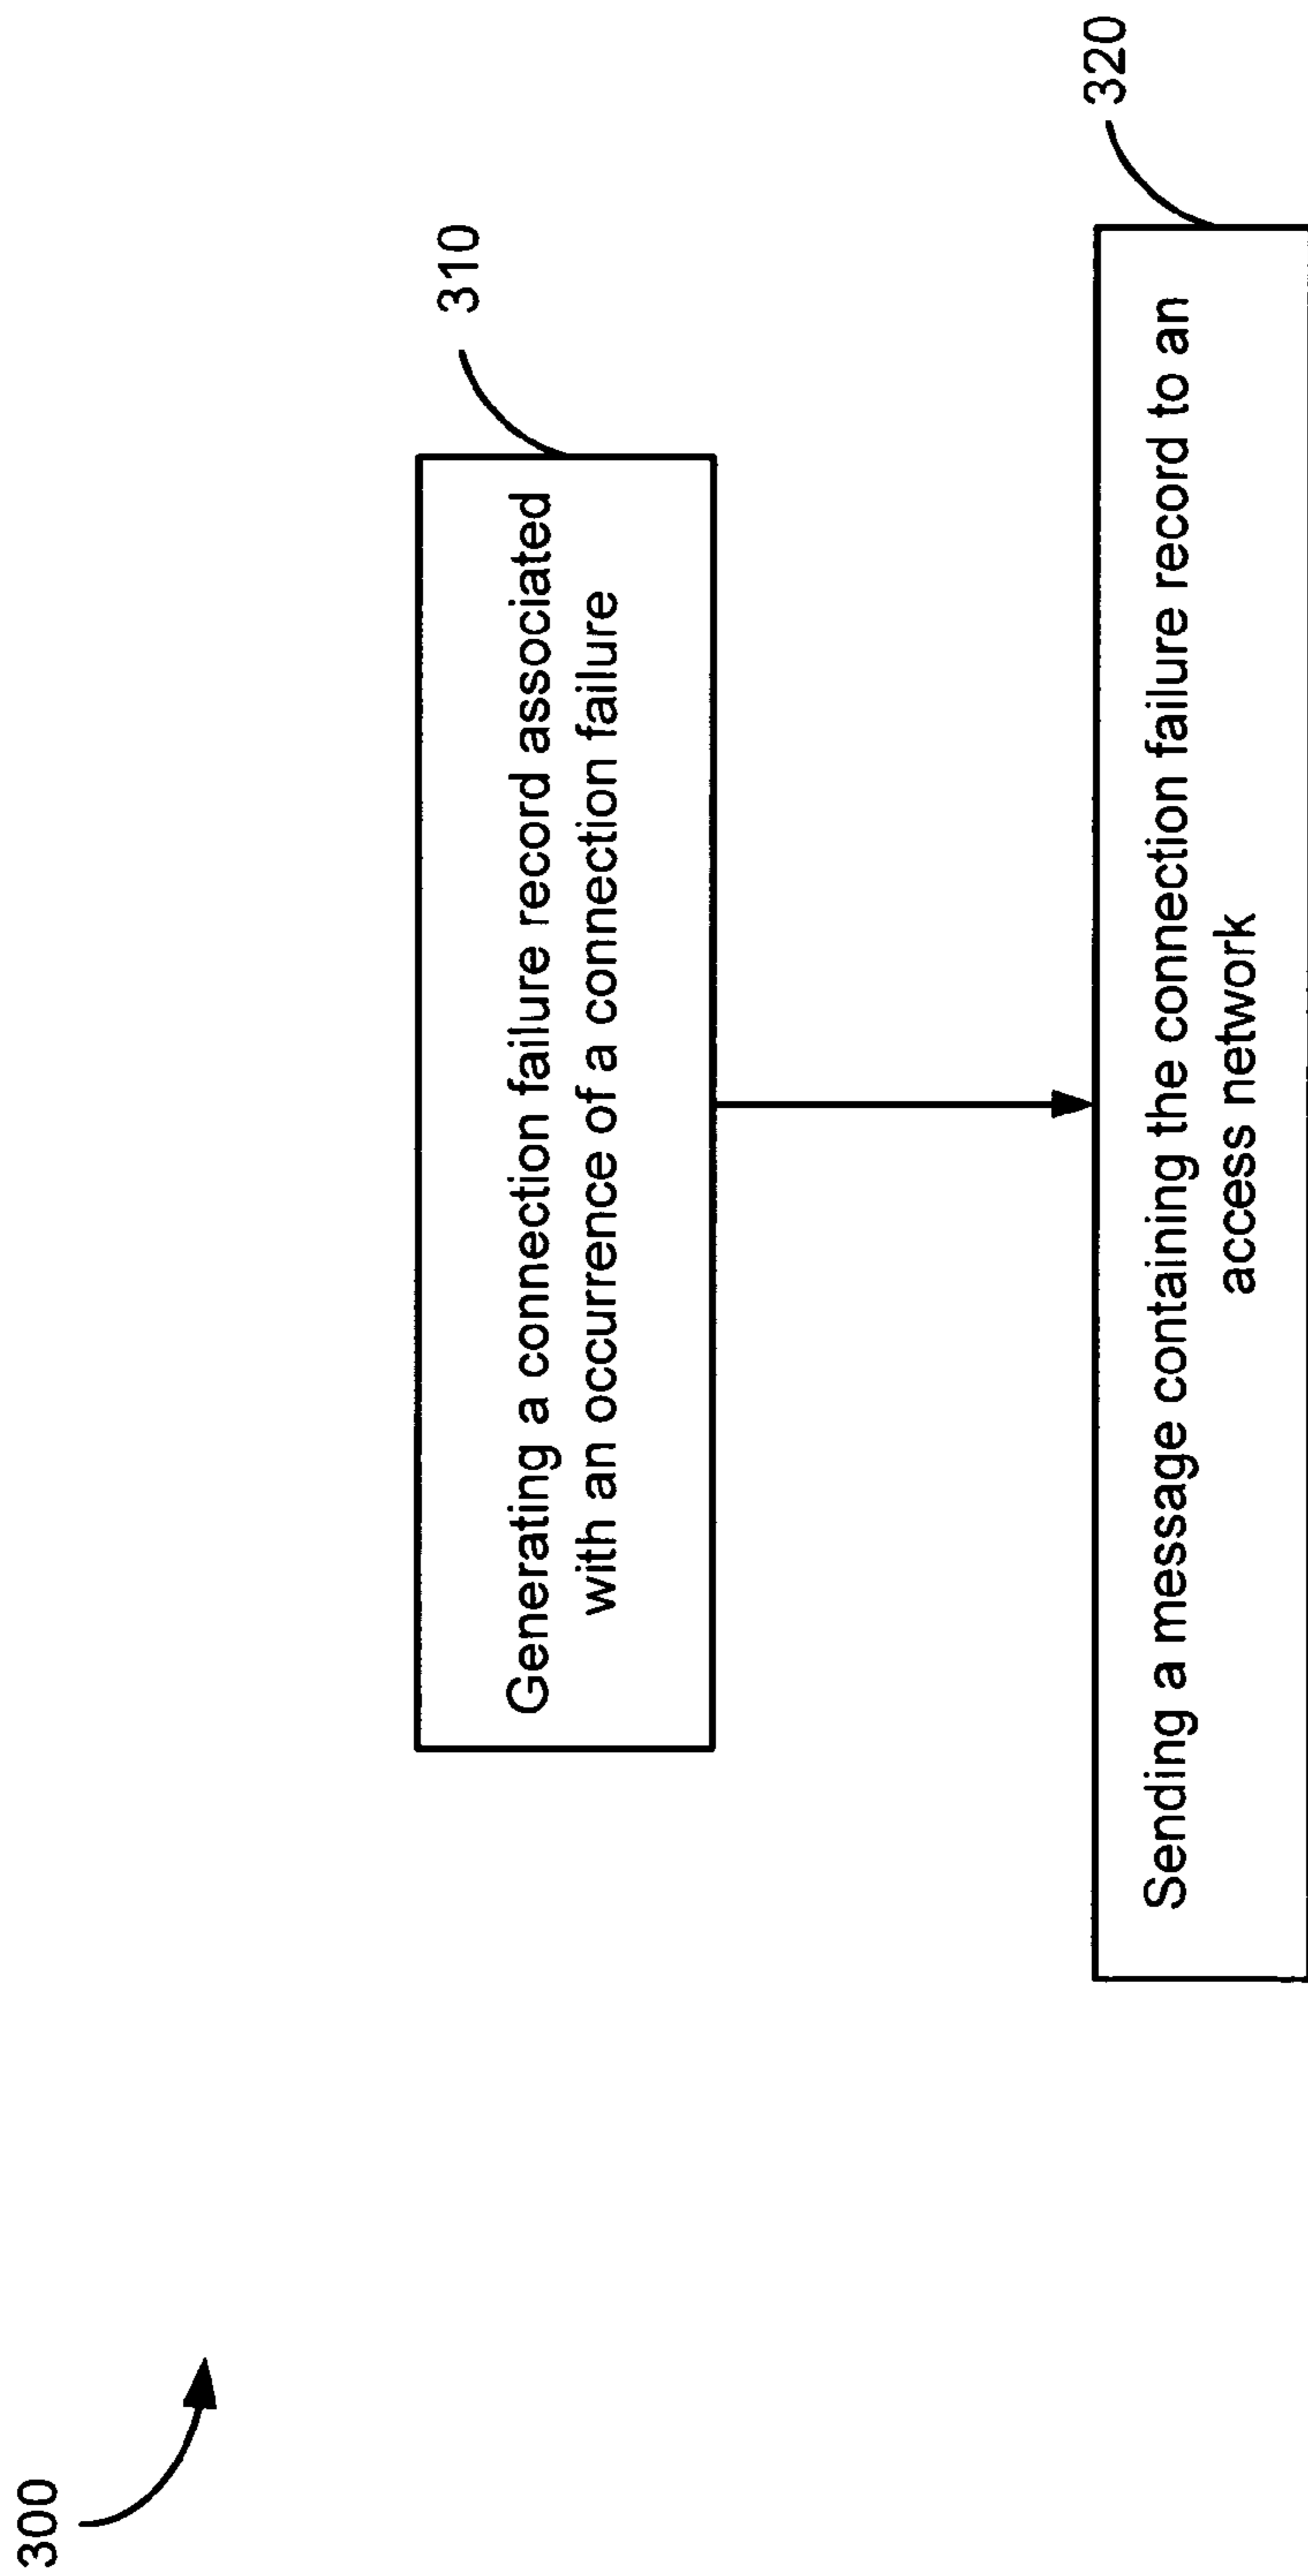 300
310
Generating a connection failure record associated
with an occurrence of a connection failure
320
Sending a message containing the connection failure record to an
access network